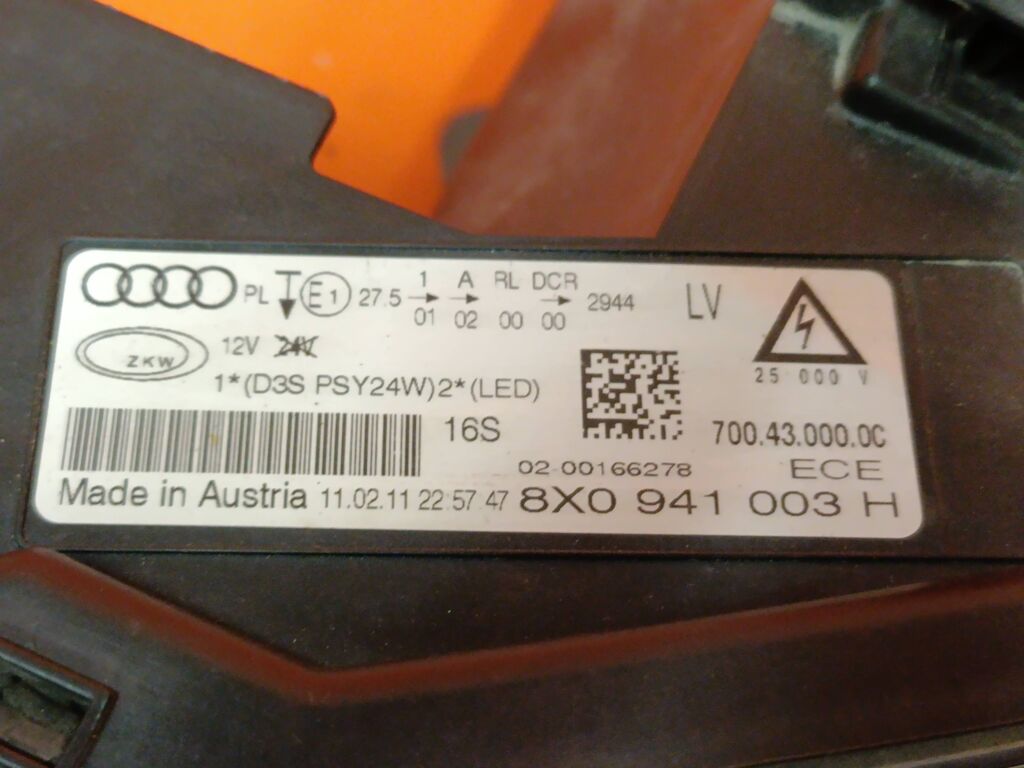 PL T E1 27.5 1 01 A 02 RL 00 DCR 00 2944 LV
ZKW 12V 24V
25 000 V
1*(D3S PSY24W)2*(LED)
16S 700.43.000.0C
02-00166278 ECE
Made in Austria 11.02.11 22:57 47 8X0 941 003 H